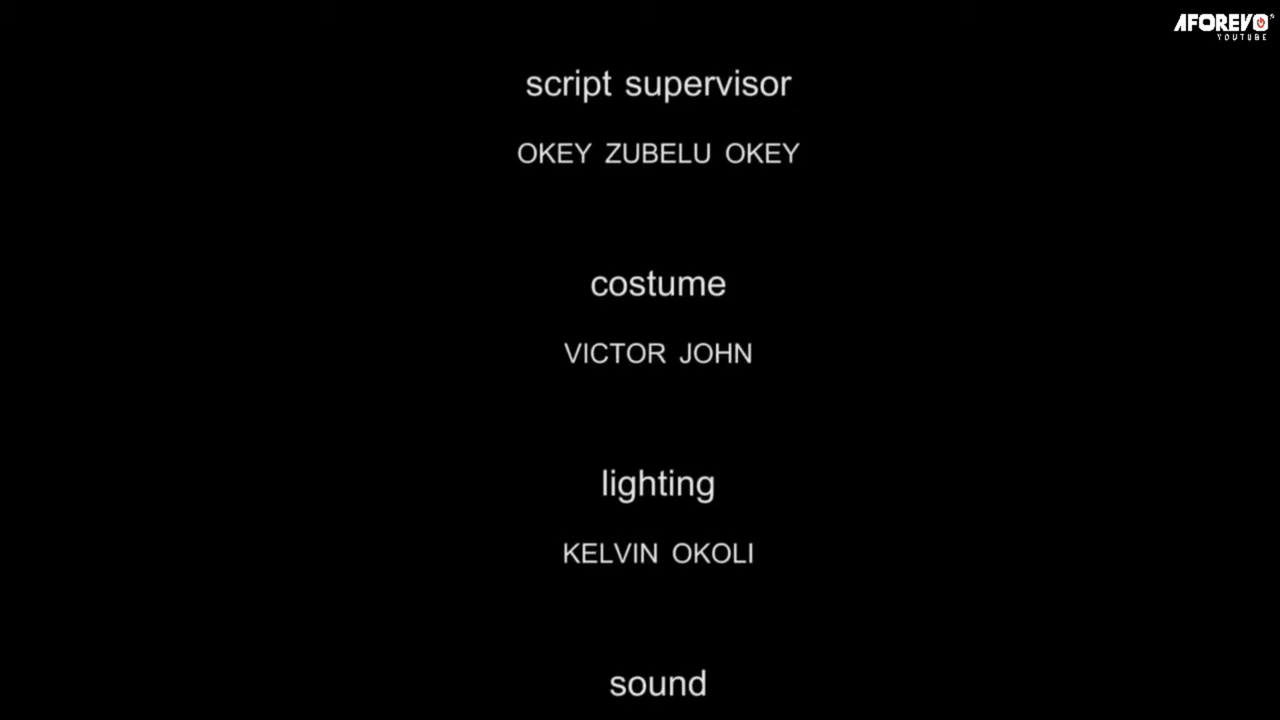 AFOREVO
YOUTUBE
script supervisor
OKEY ZUBELU OKEY
costume
VICTOR JOHN
lighting
KELVIN OKOLI
sound